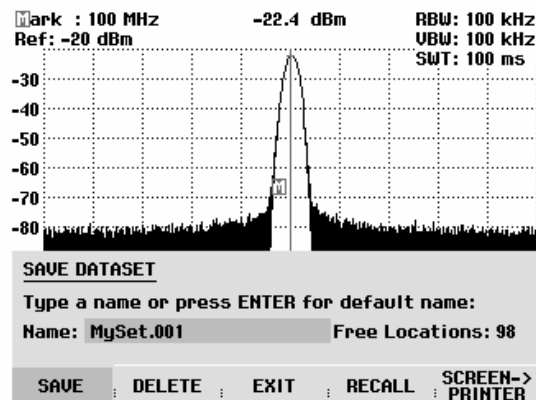 Mark : 100 MHz -22.4 dBm RBW: 100 kHz
Ref: -20 dBm VBW: 100 kHz
SWT: 100 ms
-30
-40
-50
-60
M
-70
-80
SAVE DATASET
Type a name or press ENTER for default name:
Name: MySet.001 Free Locations: 98
SAVE : DELETE : EXIT : RECALL : SCREEN->
PRINTER